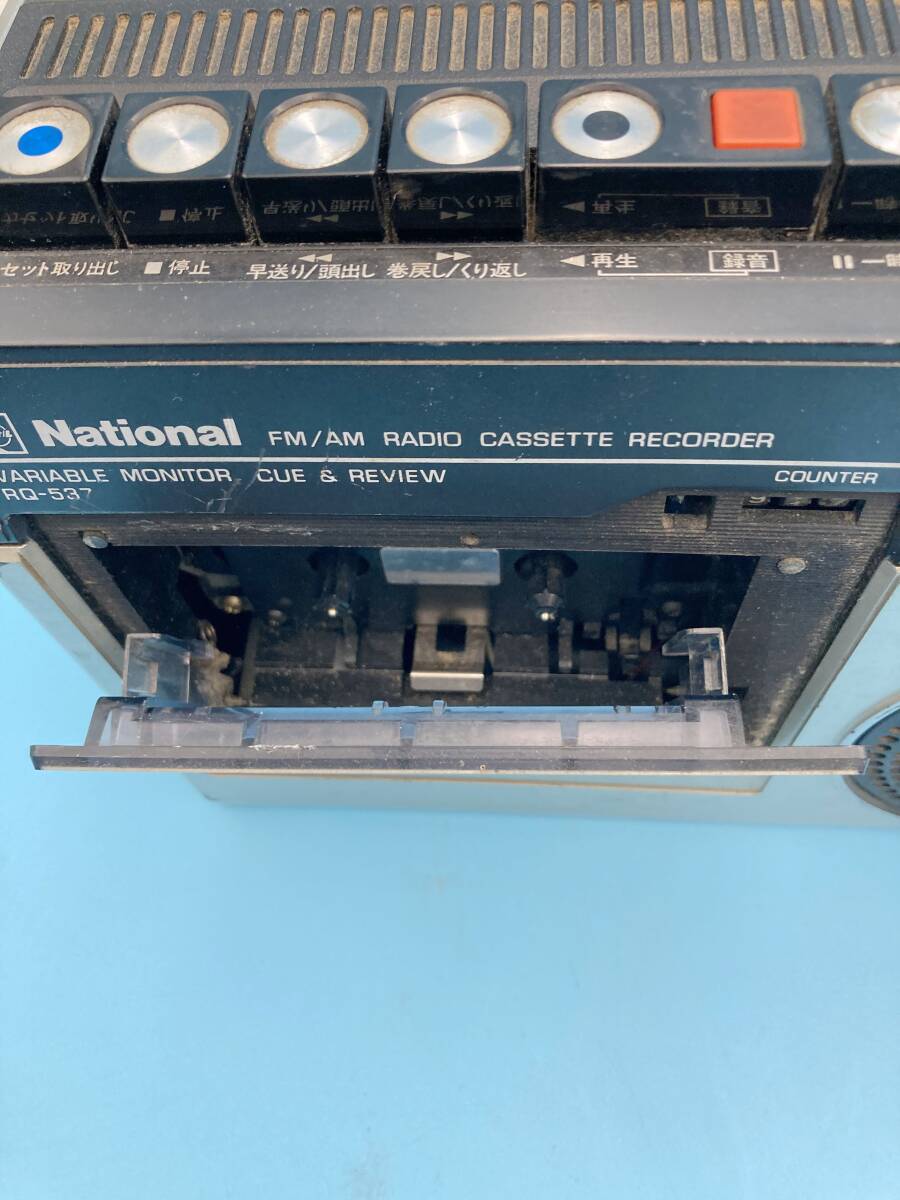 セット取り出し ■停止 早送り/頭出し 巻戻し/くり返し ◀再生 録音 ❚❚一時
National FM/AM RADIO CASSETTE RECORDER
VARIABLE MONITOR CUE & REVIEW COUNTER
RQ-537